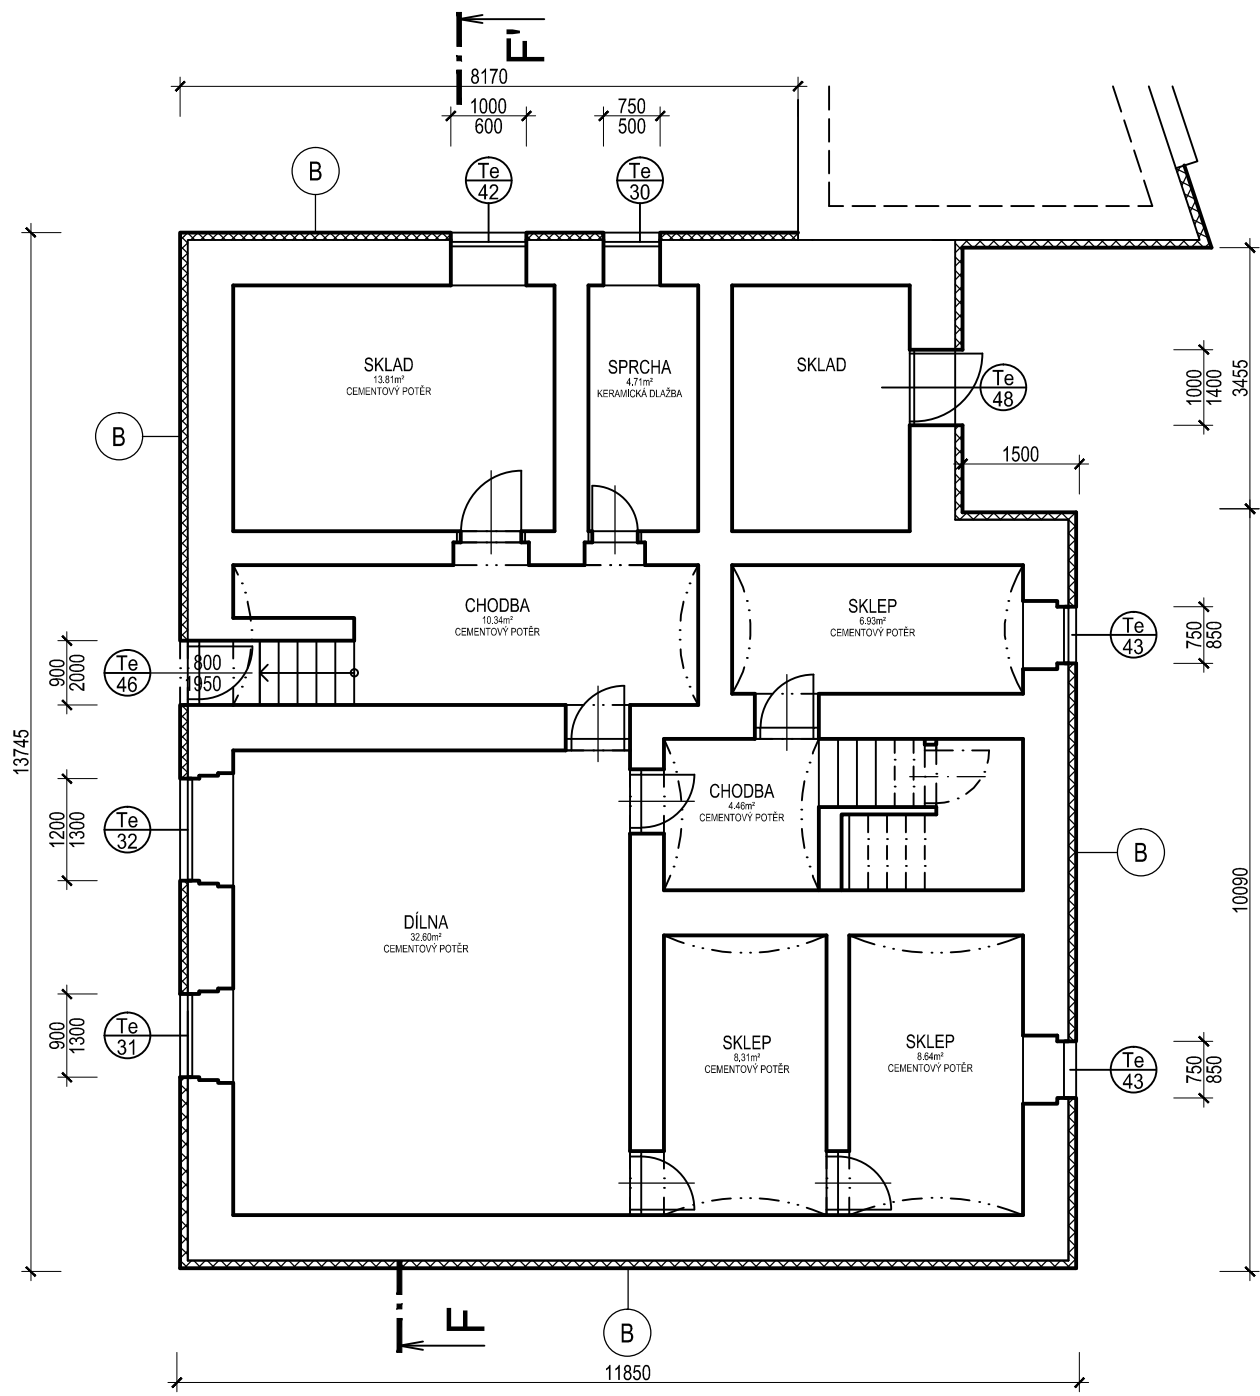 F'
8170
1000
600
750
500
B
Te
42
Te
30
SKLAD
13.81m²
CEMENTOVÝ POTĚR
SPRCHA
4.71m²
KERAMICKÁ DLAŽBA
SKLAD
Te
48
1000
1400
3455
B
1500
CHODBA
10.34m²
CEMENTOVÝ POTĚR
SKLEP
6.93m²
CEMENTOVÝ POTĚR
Te
43
750
850
900
2000
Te
46
800
1950
13745
1200
1300
Te
32
CHODBA
4.46m²
CEMENTOVÝ POTĚR
B
10090
DÍLNA
32.60m²
CEMENTOVÝ POTĚR
900
1300
Te
31
SKLEP
8.31m²
CEMENTOVÝ POTĚR
SKLEP
8.64m²
CEMENTOVÝ POTĚR
Te
43
750
850
F
B
11850